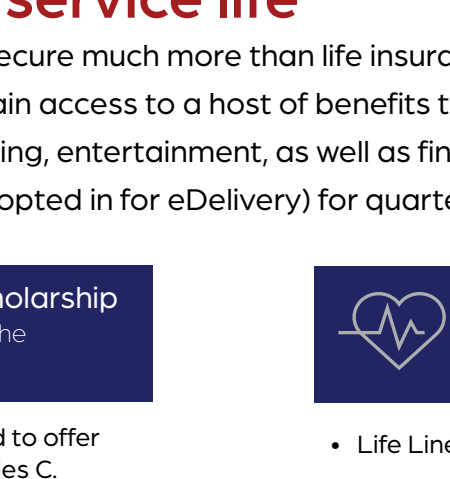 service life
ecure much more than life insura
ain access to a host of benefits t
ing, entertainment, as well as fin
opted in for eDelivery) for quarte
holarship
he
d to offer
es C.
• Life Line